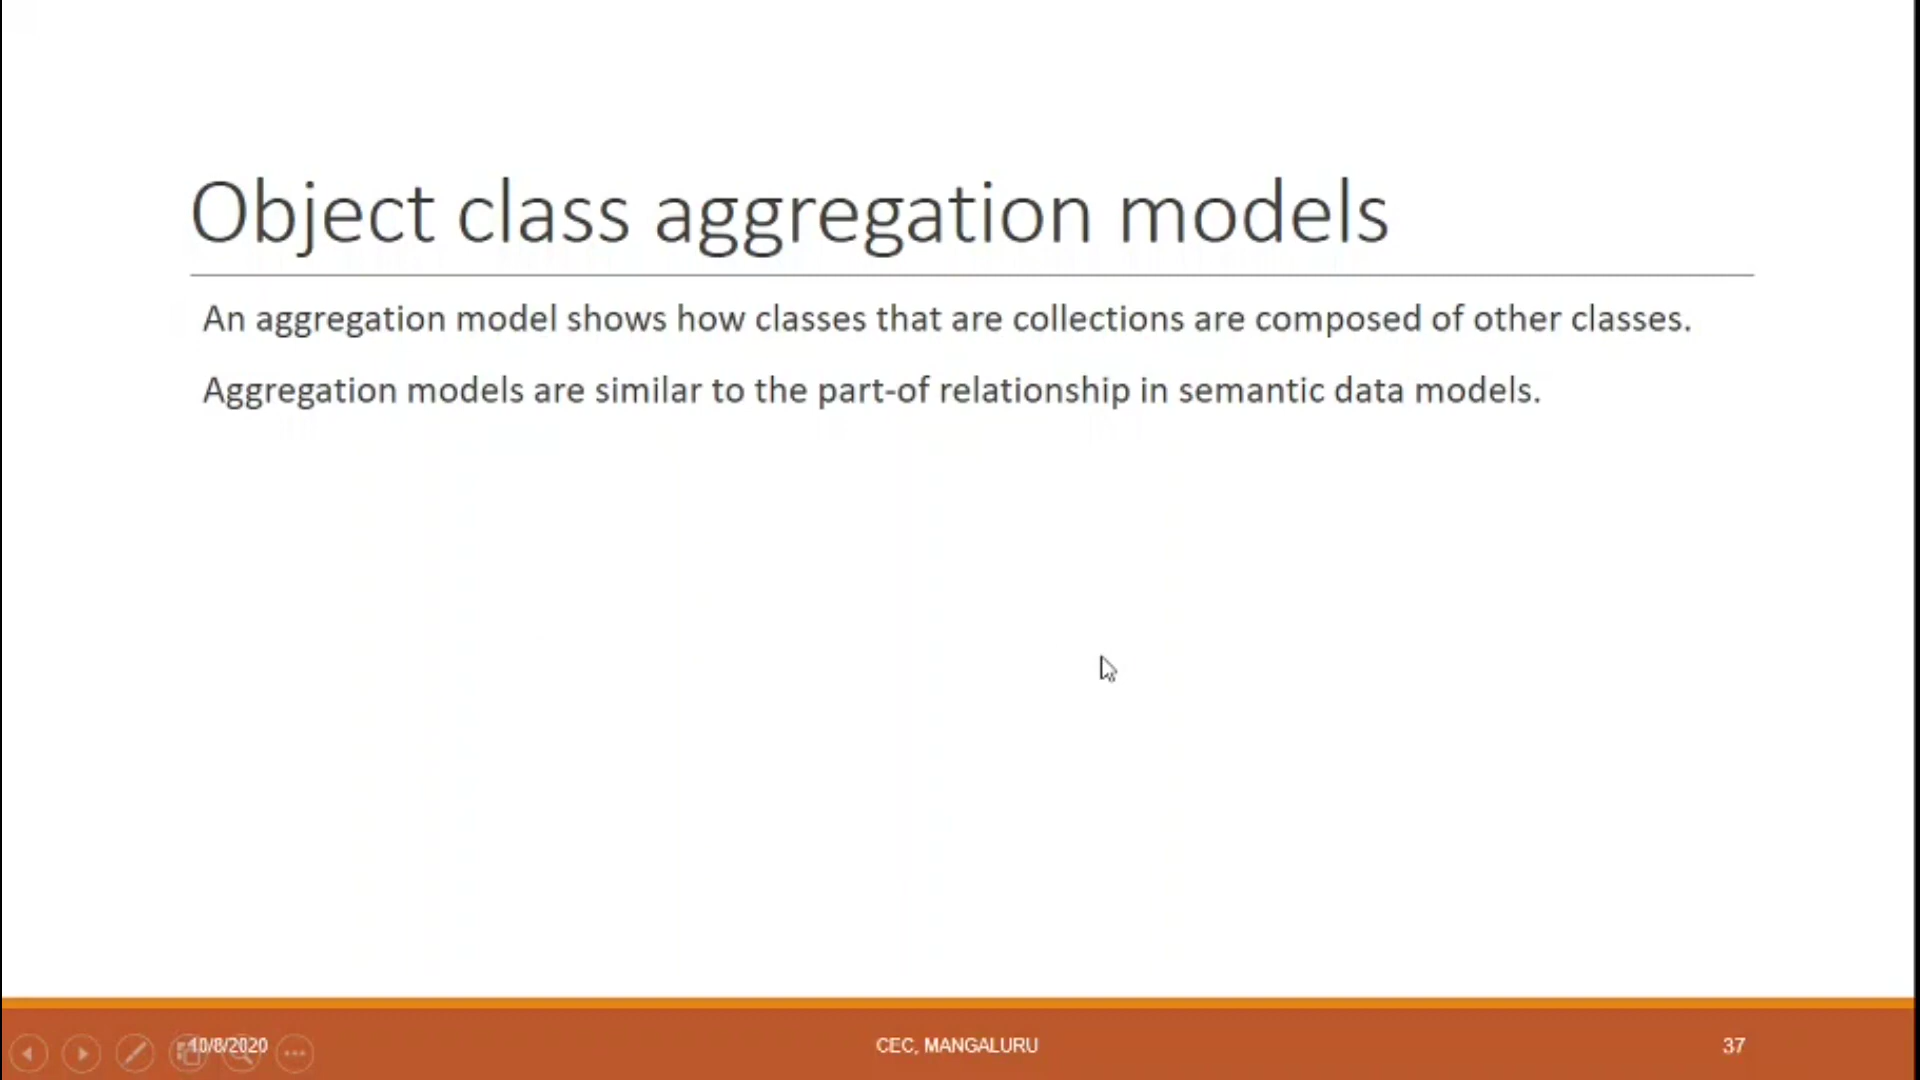 Object class aggregation models
An aggregation model shows how classes that are collections are composed of other classes.
Aggregation models are similar to the part-of relationship in semantic data models.
10/8/2020
CEC, MANGALURU
37